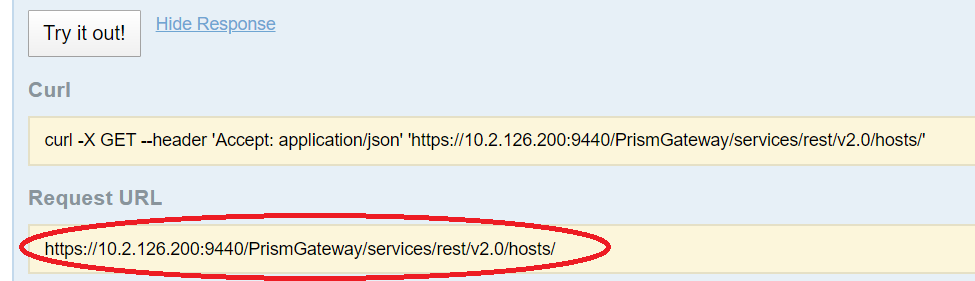 Try it out! Hide Response
Curl
curl -X GET --header 'Accept: application/json' 'https://10.2.126.200:9440/PrismGateway/services/rest/v2.0/hosts/'
Request URL
https://10.2.126.200:9440/PrismGateway/services/rest/v2.0/hosts/